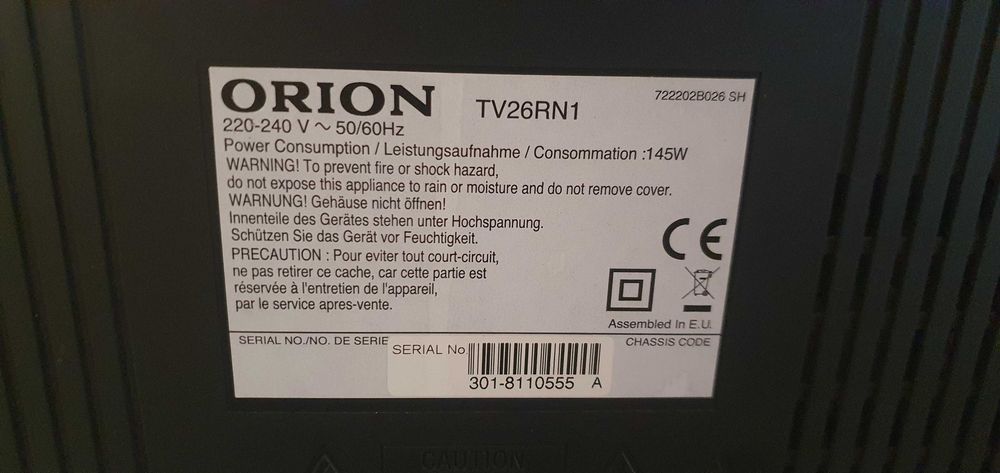 ORION TV26RN1 722202B026 SH
220-240 V ~ 50/60Hz
Power Consumption / Leistungsaufnahme / Consommation :145W
WARNING! To prevent fire or shock hazard,
do not expose this appliance to rain or moisture and do not remove cover.
WARNUNG! Gehäuse nicht öffnen!
Innenteile des Gerätes stehen unter Hochspannung.
Schützen Sie das Gerät vor Feuchtigkeit.
PRECAUTION : Pour eviter tout court-circuit,
ne pas retirer ce cache, car cette partie est
réservée à l'entretien de l'appareil,
par le service apres-vente.
CE
Assembled In E.U.
SERIAL NO./NO. DE SERIE
SERIAL No.
301-8110555 A
CHASSIS CODE
CAUTION